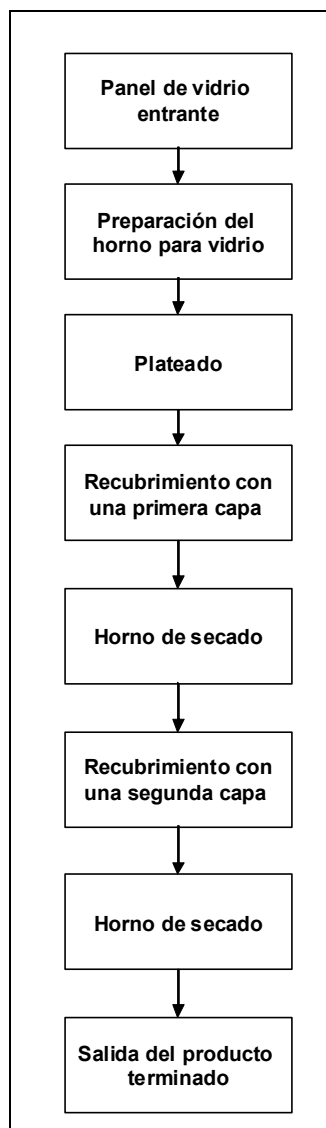 Panel de vidrio
entrante
Preparación del
horno para vidrio
Plateado
Recubrimiento con
una primera capa
Horno de secado
Recubrimiento con
una segunda capa
Horno de secado
Salida del producto
terminado